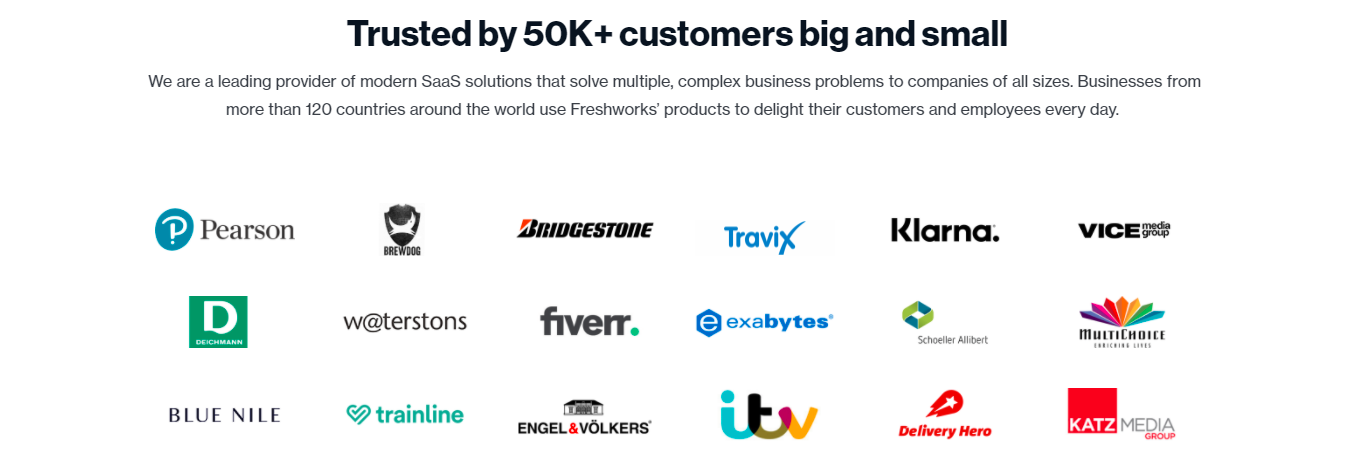 Trusted by 50K+ customers big and small
We are a leading provider of modern SaaS solutions that solve multiple, complex business problems to companies of all sizes. Businesses from
more than 120 countries around the world use Freshworks' products to delight their customers and employees every day.
Pearson
BREWDOG
BRIDGESTONE
Travix
Klarna.
VICE media group
D
DEICHMANN
w@terstons
fiverr.
e exabytes®
Schoeller Allibert
MULTICHOICE
ENRICHING LIVES
BLUE NILE
trainline
ENGEL&VÖLKERS®
itv
Delivery Hero
KATZ MEDIA
GROUP